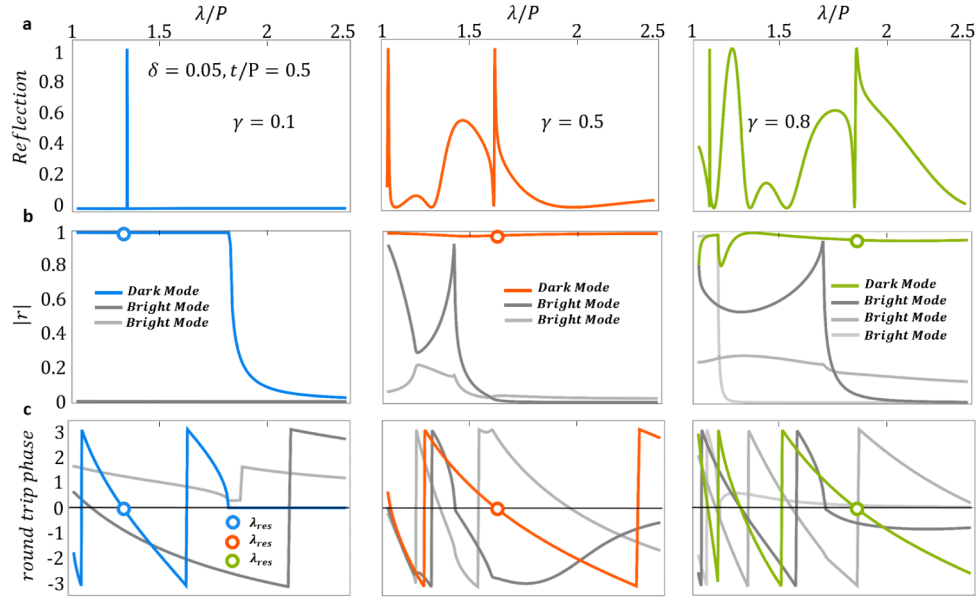 a
λ/P λ/P λ/P
1 1.5 2 2.5 1 1.5 2 2.5 1 1.5 2 2.5
Reflection
1
0.8
0.6
0.4
0.2
0
δ = 0.05, t/P = 0.5
γ = 0.1
γ = 0.5
γ = 0.8
b
|r|
1
0.8
0.6
0.4
0.2
0
Dark Mode
Bright Mode
Bright Mode
Dark Mode
Bright Mode
Bright Mode
Dark Mode
Bright Mode
Bright Mode
Bright Mode
c
round trip phase
3
2
1
0
-1
-2
-3
λres
λres
λres